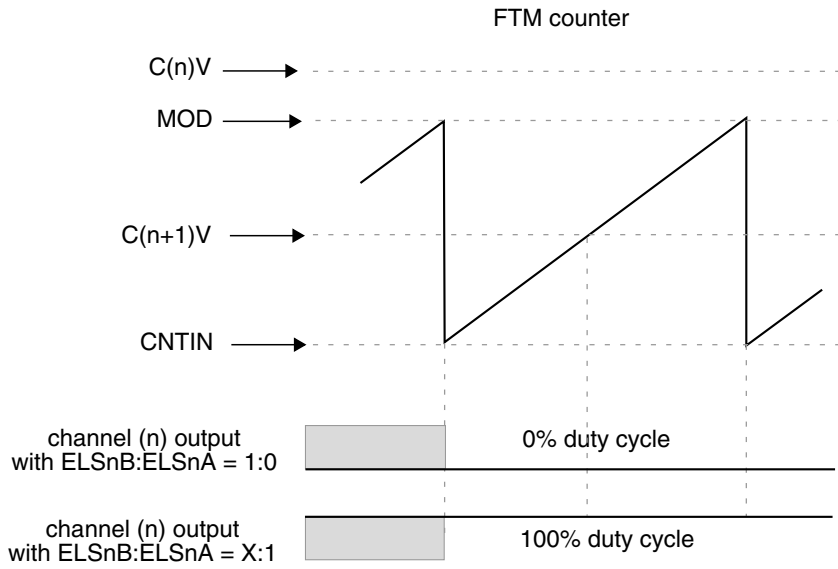 FTM counter
C(n)V
MOD
C(n+1)V
CNTIN
channel (n) output
with ELSnB:ELSnA = 1:0
0% duty cycle
channel (n) output
with ELSnB:ELSnA = X:1
100% duty cycle